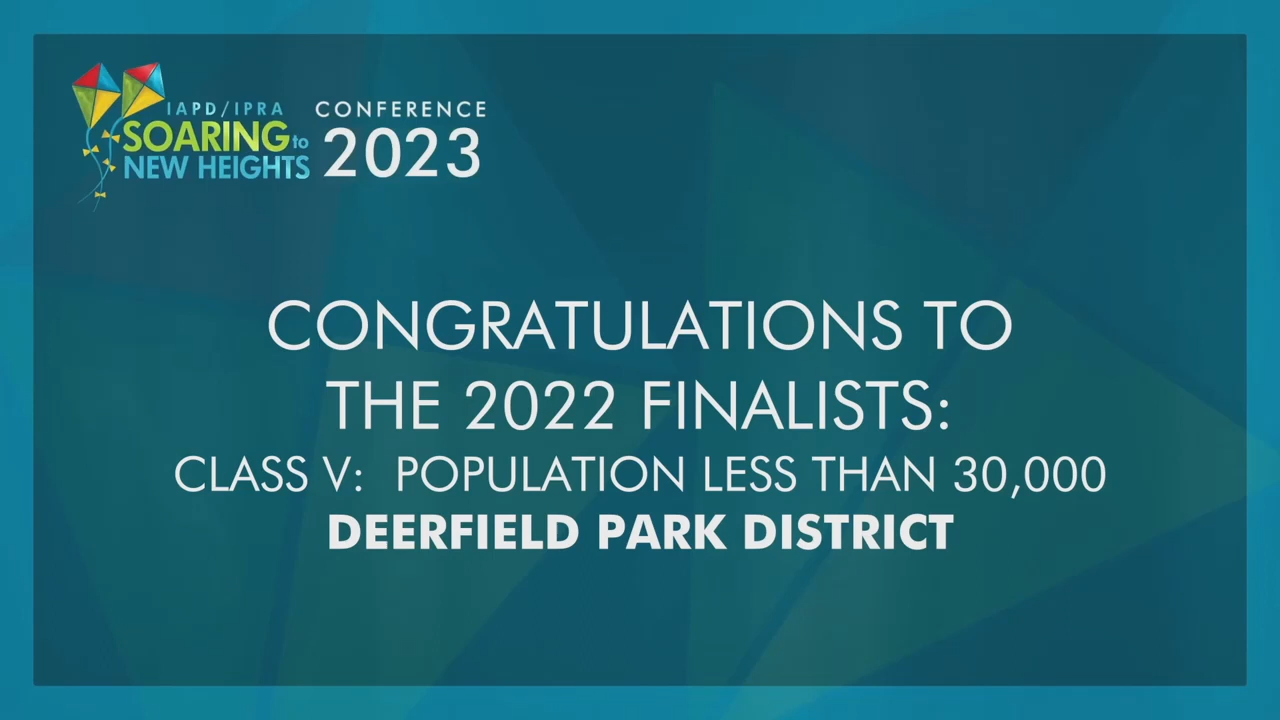 IAPD/IPRA
SOARING to
NEW HEIGHTS
CONFERENCE
2023
CONGRATULATIONS TO
THE 2022 FINALISTS:
CLASS V: POPULATION LESS THAN 30,000
DEERFIELD PARK DISTRICT